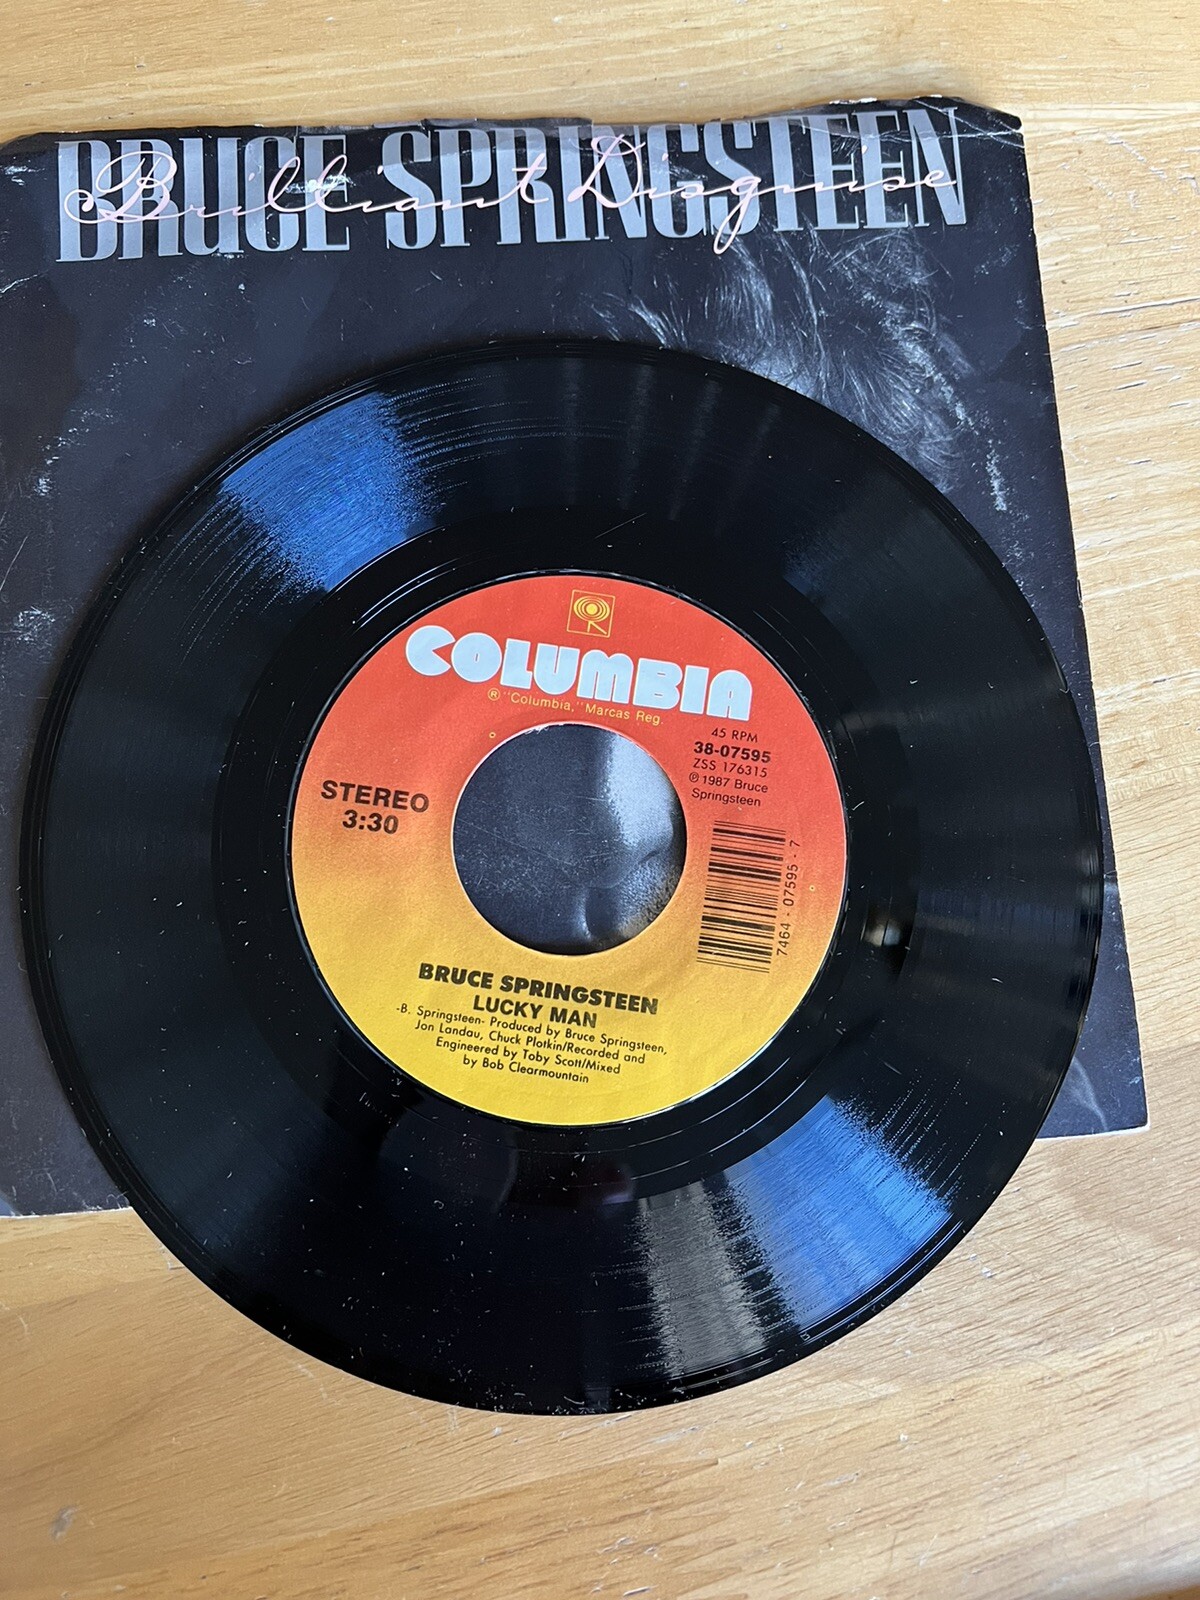 BRUCE SPRINGSTEEN
Brilliant Disguise
COLUMBIA
® "Columbia," Marcas Reg.
45 RPM
38-07595
ZSS 176315
℗ 1987 Bruce
Springsteen
STEREO
3:30
7464 - 07595 - 7
BRUCE SPRINGSTEEN
LUCKY MAN
-B. Springsteen- Produced by Bruce Springsteen,
Jon Landau, Chuck Plotkin/Recorded and
Engineered by Toby Scott/Mixed
by Bob Clearmountain